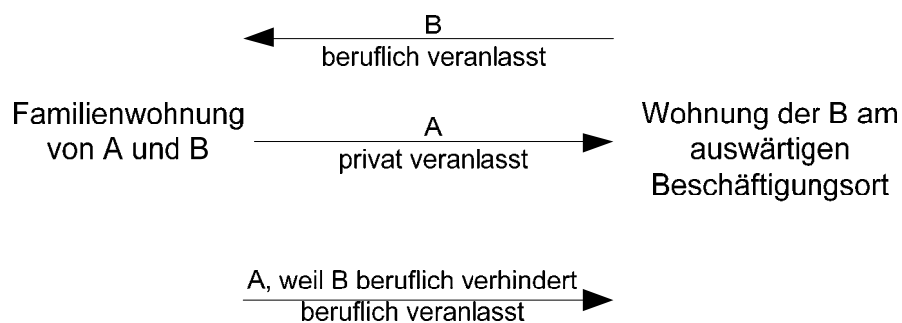 B
beruflich veranlasst
Familienwohnung
von A und B
A
privat veranlasst
Wohnung der B am
auswärtigen
Beschäftigungsort
A, weil B beruflich verhindert
beruflich veranlasst